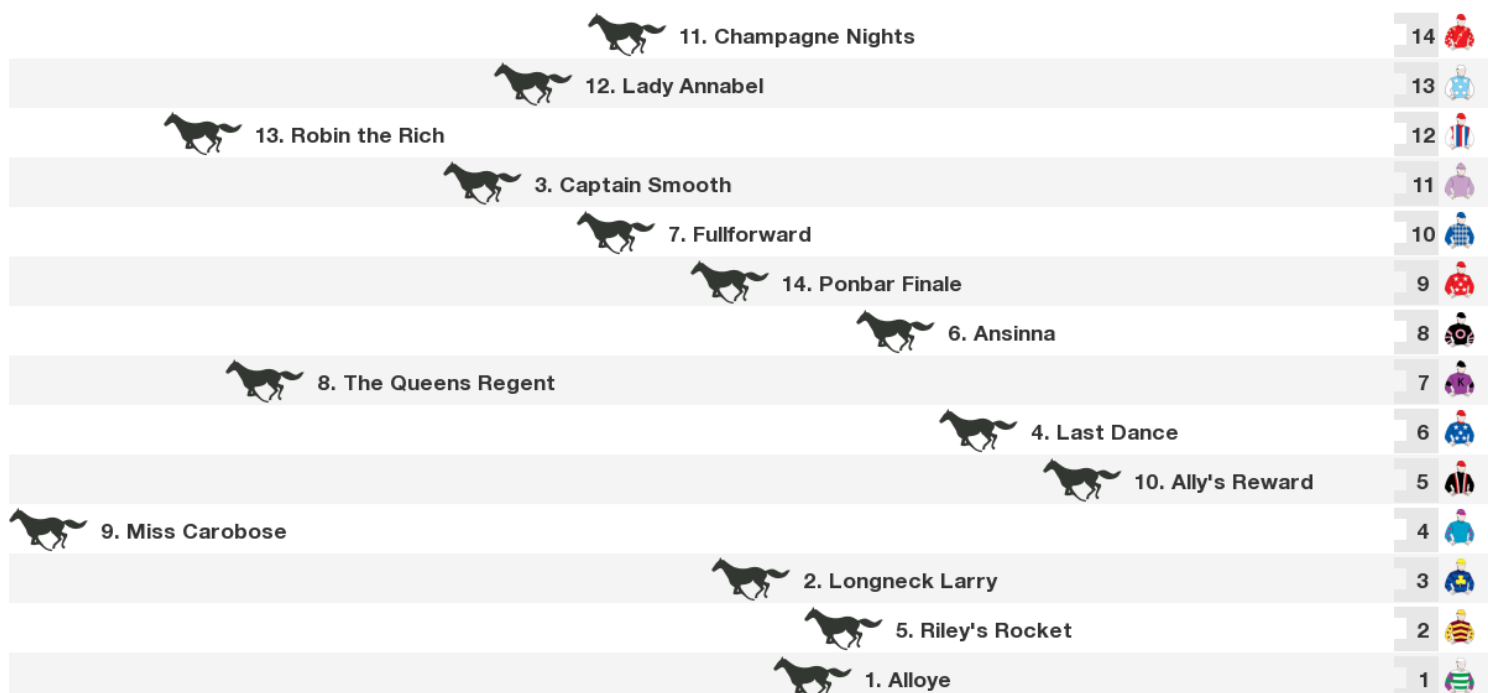 11. Champagne Nights 14
12. Lady Annabel 13
13. Robin the Rich 12
3. Captain Smooth 11
7. Fullforward 10
14. Ponbar Finale 9
6. Ansinna 8
8. The Queens Regent 7 K
4. Last Dance 6
10. Ally's Reward 5
9. Miss Carobose 4
2. Longneck Larry 3
5. Riley's Rocket 2
1. Alloye 1